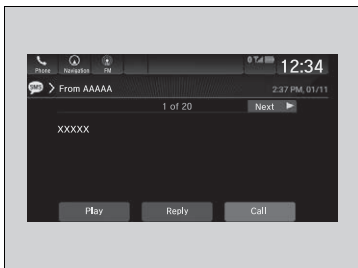 Phone Navigation FM 12:34
SMS > From AAAAA 2:37 PM, 01/11
1 of 20 Next
XXXXX
Play Reply Call